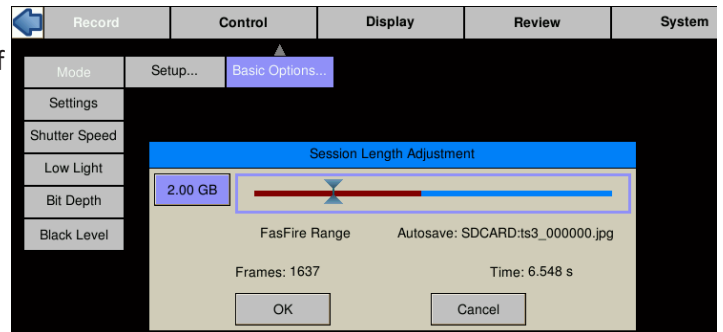 Record Control Display Review System
f
Mode Setup... Basic Options...
Settings
Shutter Speed
Low Light
Bit Depth
Black Level
Session Length Adjustment
2.00 GB
FasFire Range Autosave: SDCARD:ts3_000000.jpg
Frames: 1637 Time: 6.548 s
OK Cancel